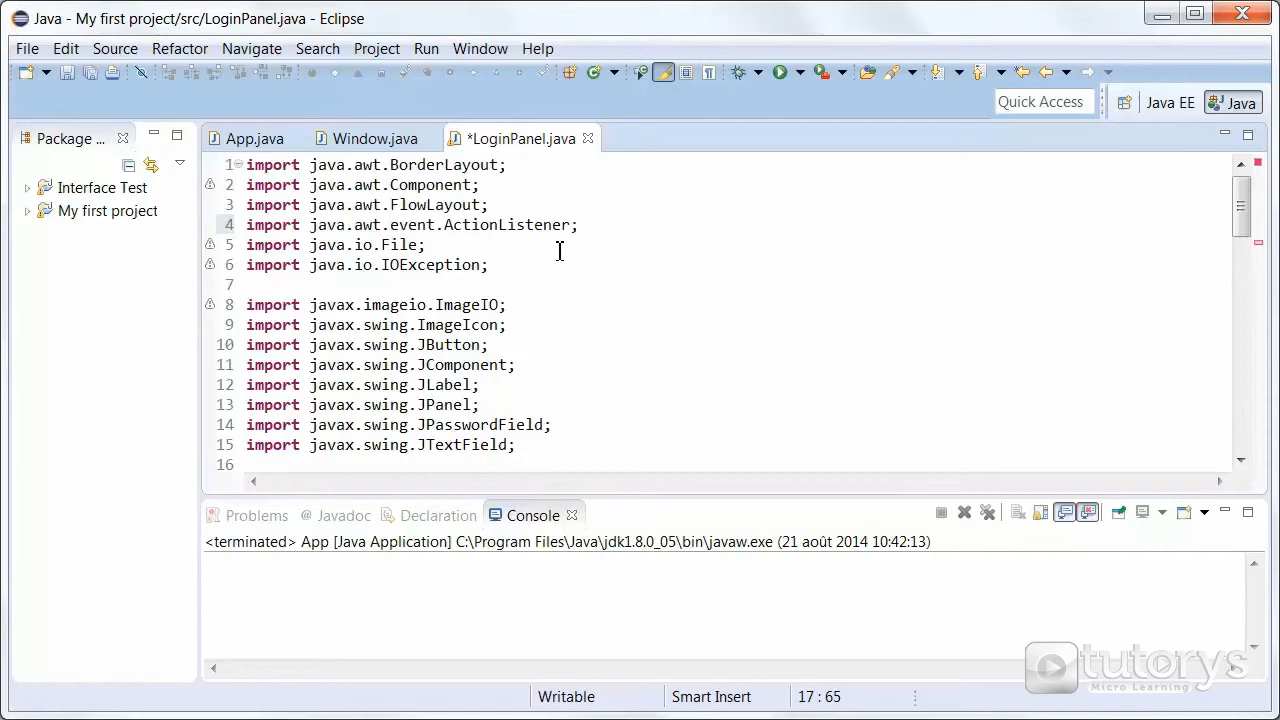 Java - My first project/src/LoginPanel.java - Eclipse
File Edit Source Refactor Navigate Search Project Run Window Help
Quick Access Java EE Java
Package ... App.java Window.java *LoginPanel.java
Interface Test
My first project
1 import java.awt.BorderLayout;
2 import java.awt.Component;
3 import java.awt.FlowLayout;
4 import java.awt.event.ActionListener;
5 import java.io.File;
6 import java.io.IOException;
7
8 import javax.imageio.ImageIO;
9 import javax.swing.ImageIcon;
10 import javax.swing.JButton;
11 import javax.swing.JComponent;
12 import javax.swing.JLabel;
13 import javax.swing.JPanel;
14 import javax.swing.JPasswordField;
15 import javax.swing.JTextField;
16
Problems @ Javadoc Declaration Console
<terminated> App [Java Application] C:\Program Files\Java\jdk1.8.0_05\bin\javaw.exe (21 août 2014 10:42:13)
tutorys
Micro Learning
Writable Smart Insert 17 : 65